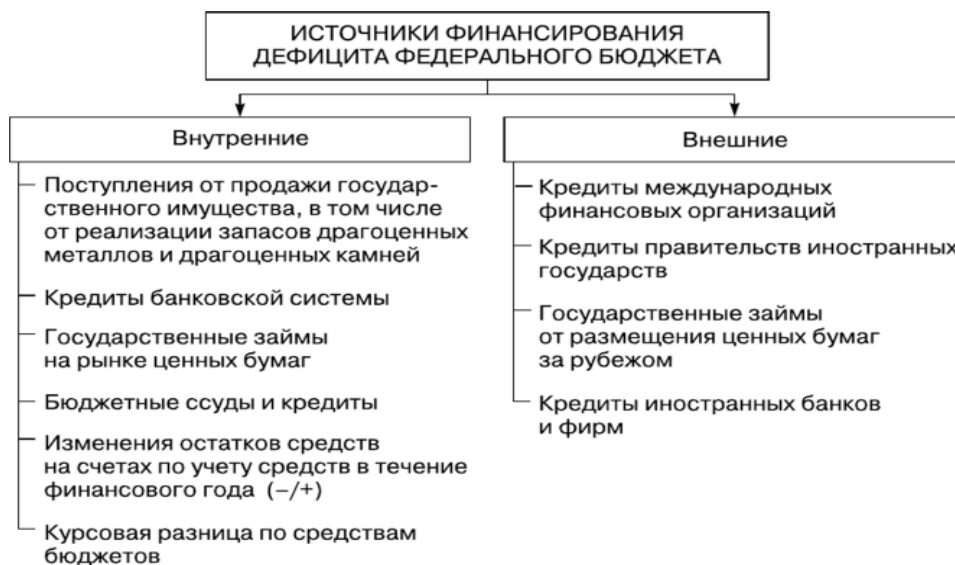 ИСТОЧНИКИ ФИНАНСИРОВАНИЯ
ДЕФИЦИТА ФЕДЕРАЛЬНОГО БЮДЖЕТА
Внутренние
Поступления от продажи государ-
ственного имущества, в том числе
от реализации запасов драгоценных
металлов и драгоценных камней
Кредиты банковской системы
Государственные займы
на рынке ценных бумаг
Бюджетные ссуды и кредиты
Изменения остатков средств
на счетах по учету средств в течение
финансового года (–/+)
Курсовая разница по средствам
бюджетов
Внешние
Кредиты международных
финансовых организаций
Кредиты правительств иностранных
государств
Государственные займы
от размещения ценных бумаг
за рубежом
Кредиты иностранных банков
и фирм